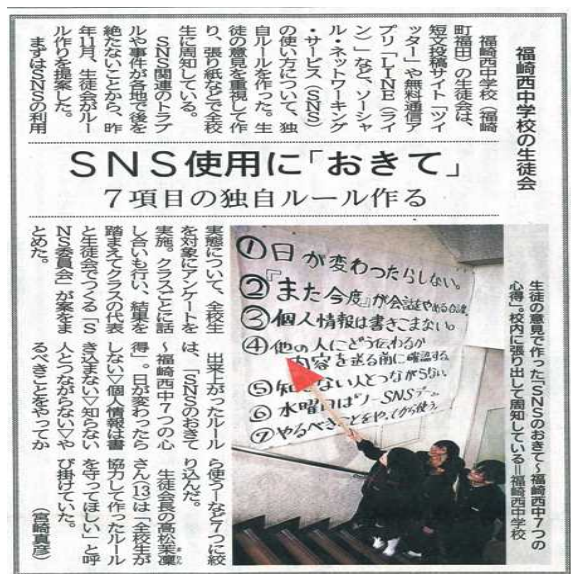 福崎西中学校の生徒会
福崎西中学校(福崎
町福田)の生徒会は、
短文投稿サイト「ツイ
ッター」や無料通信ア
プリ「LINE(ライ
ン)」など、ソーシャ
ル・ネットワーキング
・サービス(SNS)
の使い方について、独
自ルールを作った。生
徒の意見を重視して作
り、張り紙などで全校
生に周知している。
SNS関連のトラブ
ルや事件が各地で後を
絶たないことから、昨
年11月、生徒会がルー
ル作りを提案した。
まずはSNSの利用
SNS使用に「おきて」
7項目の独自ルール作る
実態について、全校生
を対象にアンケートを
実施。クラスごとに話
し合いも行い、結果を
踏まえてクラスの代表
と生徒会でつくる「S
NS委員会」が案をま
とめた。
出来上がったルール
は、「SNSのおきて
~福崎西中7つの心
得」。日が変わったら
しない▽個人情報は書
き込まない▽知らない
人とつながらない▽や
るべきことをやってか
ら使う―など7つに絞
り込んだ。
生徒会長の高松茉凛
さん(13)は「全校生が
協力して作ったルール
を守ってほしい」と呼
び掛けていた。
(宮崎真彦)
①日が変わったらしない。
②『また今度』が会話をやめる合図。
③個人情報は書きこまない。
④他の人にどう伝わるか
内容を送る前に確認する
⑤知らない人とつながらない
⑥水曜日は"ノーSNSデー
⑦やるべきことをやってから使う。
生徒の意見で作った「SNSのおきて~福崎西中7つの
心得」。校内に張り出して周知している=福崎西中学校